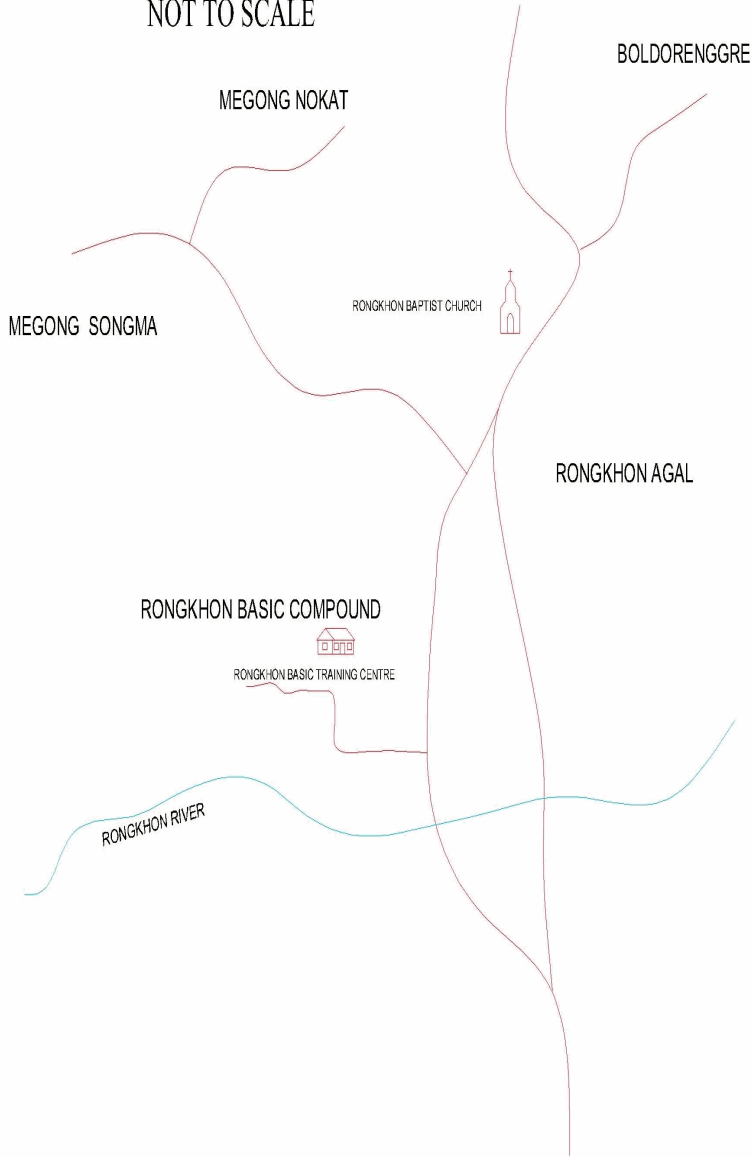 NOT TO SCALE
BOLDORENGGRE
MEGONG NOKAT
RONGKHON BAPTIST CHURCH
MEGONG SONGMA
RONGKHON AGAL
RONGKHON BASIC COMPOUND
RONGKHON BASIC TRAINING CENTRE
RONGKHON RIVER